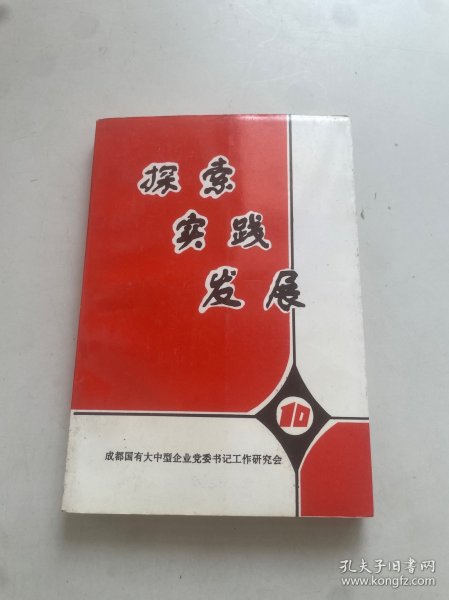 探索
实践
发展
10
成都国有大中型企业党委书记工作研究会
孔夫子旧书网
www.kongfz.com